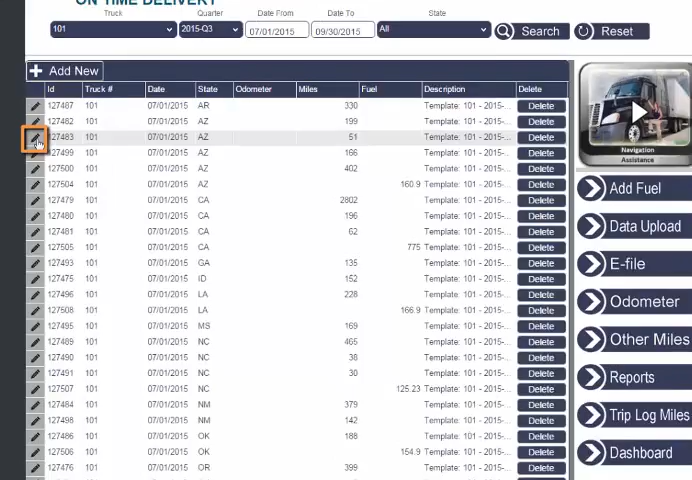 ON TIME DELIVERY
Truck Quarter Date From Date To State
101 2015-Q3 07/01/2015 09/30/2015 All Search Reset
Add New
Id Truck # Date State Odometer Miles Fuel Description Delete
127487 101 07/01/2015 AR 330 Template: 101 - 2015-... Delete
127482 101 07/01/2015 AZ 199 Template: 101 - 2015-... Delete
127483 101 07/01/2015 AZ 51 Template: 101 - 2015-... Delete
127499 101 07/01/2015 AZ 166 Template: 101 - 2015-... Delete
127500 101 07/01/2015 AZ 402 Template: 101 - 2015-... Delete
127504 101 07/01/2015 AZ 160.9 Template: 101 - 2015-... Delete
127479 101 07/01/2015 CA 2802 Template: 101 - 2015-... Delete
127480 101 07/01/2015 CA 196 Template: 101 - 2015-... Delete
127481 101 07/01/2015 CA 62 Template: 101 - 2015-... Delete
127505 101 07/01/2015 CA 775 Template: 101 - 2015-... Delete
127493 101 07/01/2015 GA 135 Template: 101 - 2015-... Delete
127475 101 07/01/2015 ID 152 Template: 101 - 2015-... Delete
127496 101 07/01/2015 LA 228 Template: 101 - 2015-... Delete
127508 101 07/01/2015 LA 166.9 Template: 101 - 2015-... Delete
127495 101 07/01/2015 MS 169 Template: 101 - 2015-... Delete
127489 101 07/01/2015 NC 465 Template: 101 - 2015-... Delete
127490 101 07/01/2015 NC 38 Template: 101 - 2015-... Delete
127491 101 07/01/2015 NC 30 Template: 101 - 2015-... Delete
127507 101 07/01/2015 NC 125.23 Template: 101 - 2015-... Delete
127484 101 07/01/2015 NM 379 Template: 101 - 2015-... Delete
127498 101 07/01/2015 NM 142 Template: 101 - 2015-... Delete
127486 101 07/01/2015 OK 188 Template: 101 - 2015-... Delete
127506 101 07/01/2015 OK 154.9 Template: 101 - 2015-... Delete
127476 101 07/01/2015 OR 399 Template: 101 - 2015-... Delete
Navigation
Assistance
Add Fuel
Data Upload
E-file
Odometer
Other Miles
Reports
Trip Log Miles
Dashboard